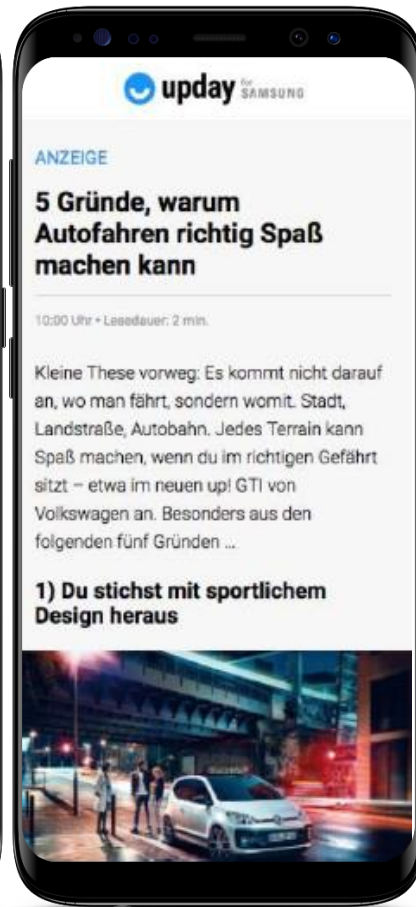 upday for SAMSUNG
ANZEIGE
5 Gründe, warum
Autofahren richtig Spaß
machen kann
10:00 Uhr • Lesedauer: 2 min.
Kleine These vorweg: Es kommt nicht darauf
an, wo man fährt, sondern womit. Stadt,
Landstraße, Autobahn. Jedes Terrain kann
Spaß machen, wenn du im richtigen Gefährt
sitzt – etwa im neuen up! GTI von
Volkswagen an. Besonders aus den
folgenden fünf Gründen ...
1) Du stichst mit sportlichem
Design heraus